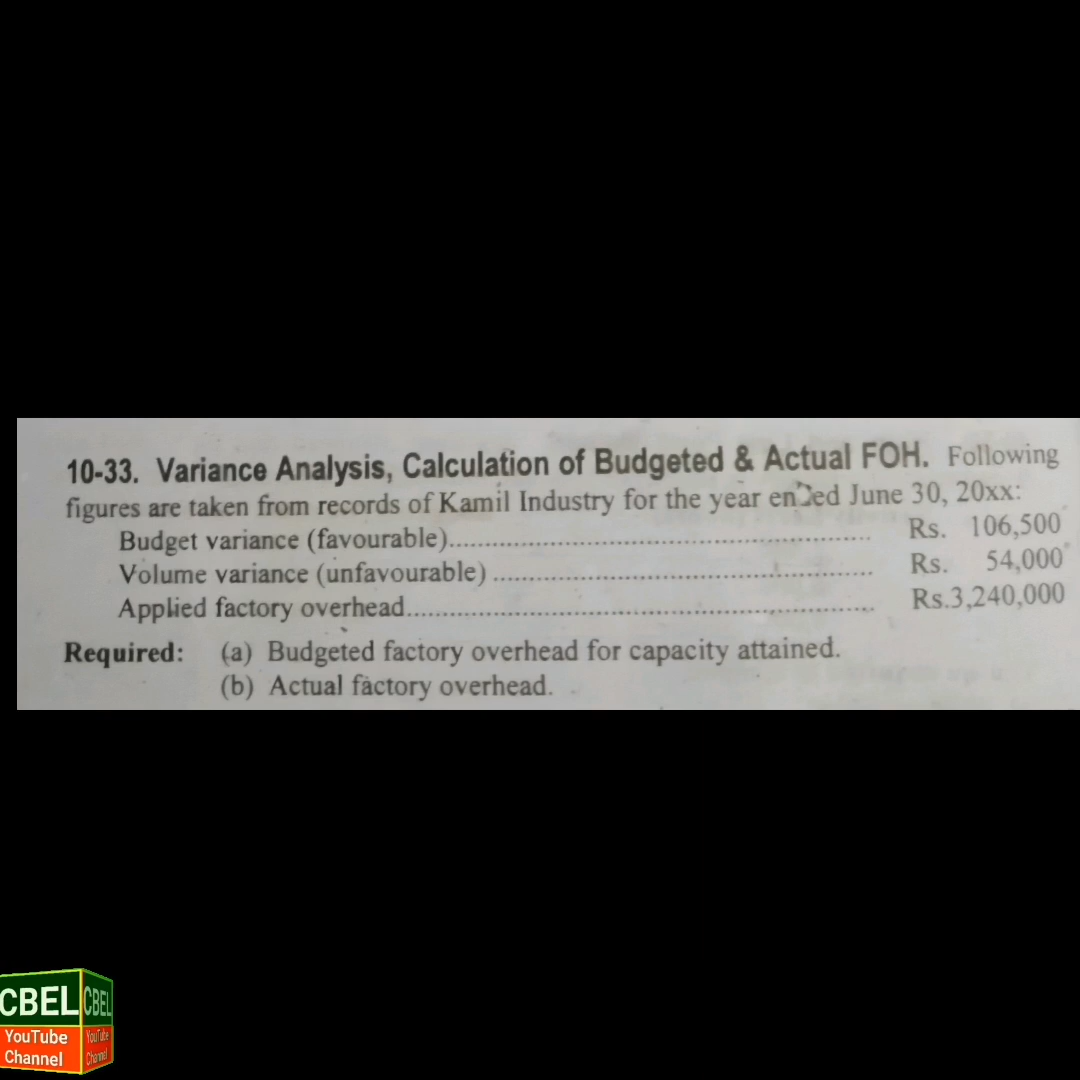 10-33. Variance Analysis, Calculation of Budgeted & Actual FOH. Following
figures are taken from records of Kamil Industry for the year ended June 30, 20xx:
Budget variance (favourable)........................................................ Rs. 106,500
Volume variance (unfavourable) .................................................. Rs. 54,000
Applied factory overhead.............................................................. Rs.3,240,000
Required: (a) Budgeted factory overhead for capacity attained.
(b) Actual factory overhead.
CBEL CBEL
YouTube YouTube
Channel Channel